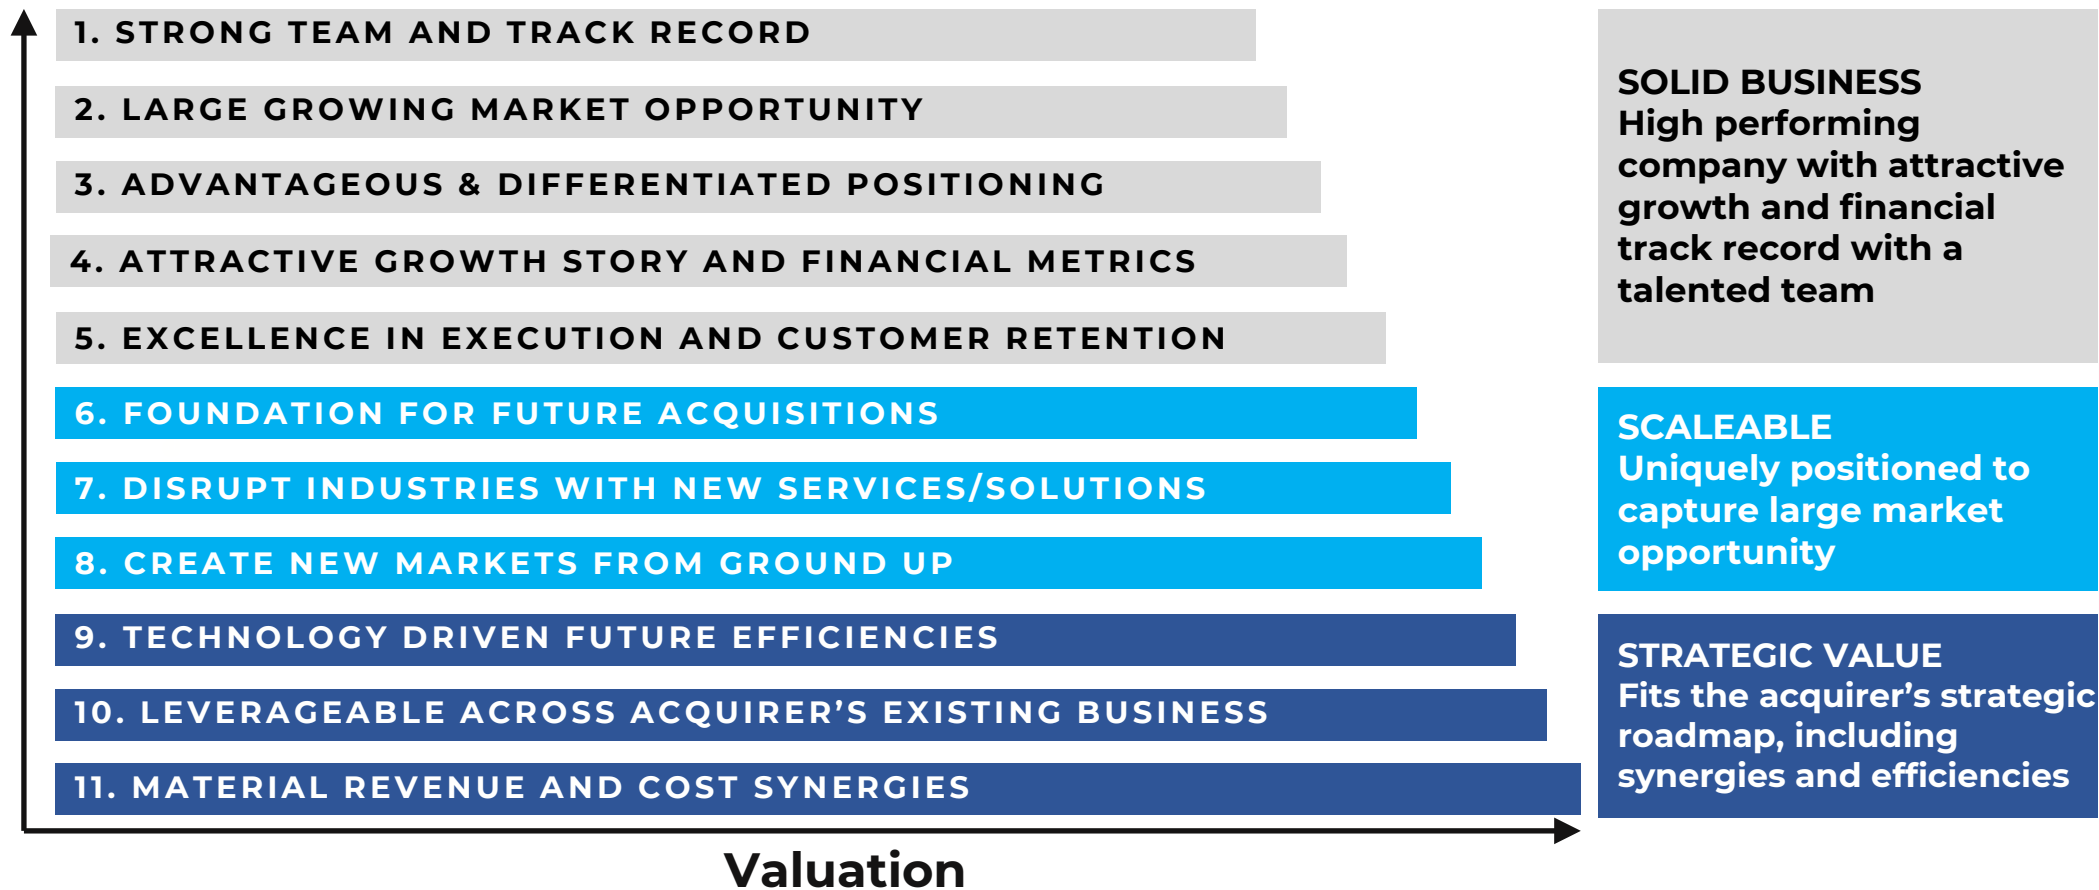 1. STRONG TEAM AND TRACK RECORD
2. LARGE GROWING MARKET OPPORTUNITY
3. ADVANTAGEOUS & DIFFERENTIATED POSITIONING
4. ATTRACTIVE GROWTH STORY AND FINANCIAL METRICS
5. EXCELLENCE IN EXECUTION AND CUSTOMER RETENTION
6. FOUNDATION FOR FUTURE ACQUISITIONS
7. DISRUPT INDUSTRIES WITH NEW SERVICES/SOLUTIONS
8. CREATE NEW MARKETS FROM GROUND UP
9. TECHNOLOGY DRIVEN FUTURE EFFICIENCIES
10. LEVERAGEABLE ACROSS ACQUIRER’S EXISTING BUSINESS
11. MATERIAL REVENUE AND COST SYNERGIES
Valuation
SOLID BUSINESS
High performing
company with attractive
growth and financial
track record with a
talented team
SCALEABLE
Uniquely positioned to
capture large market
opportunity
STRATEGIC VALUE
Fits the acquirer’s strategic
roadmap, including
synergies and efficiencies